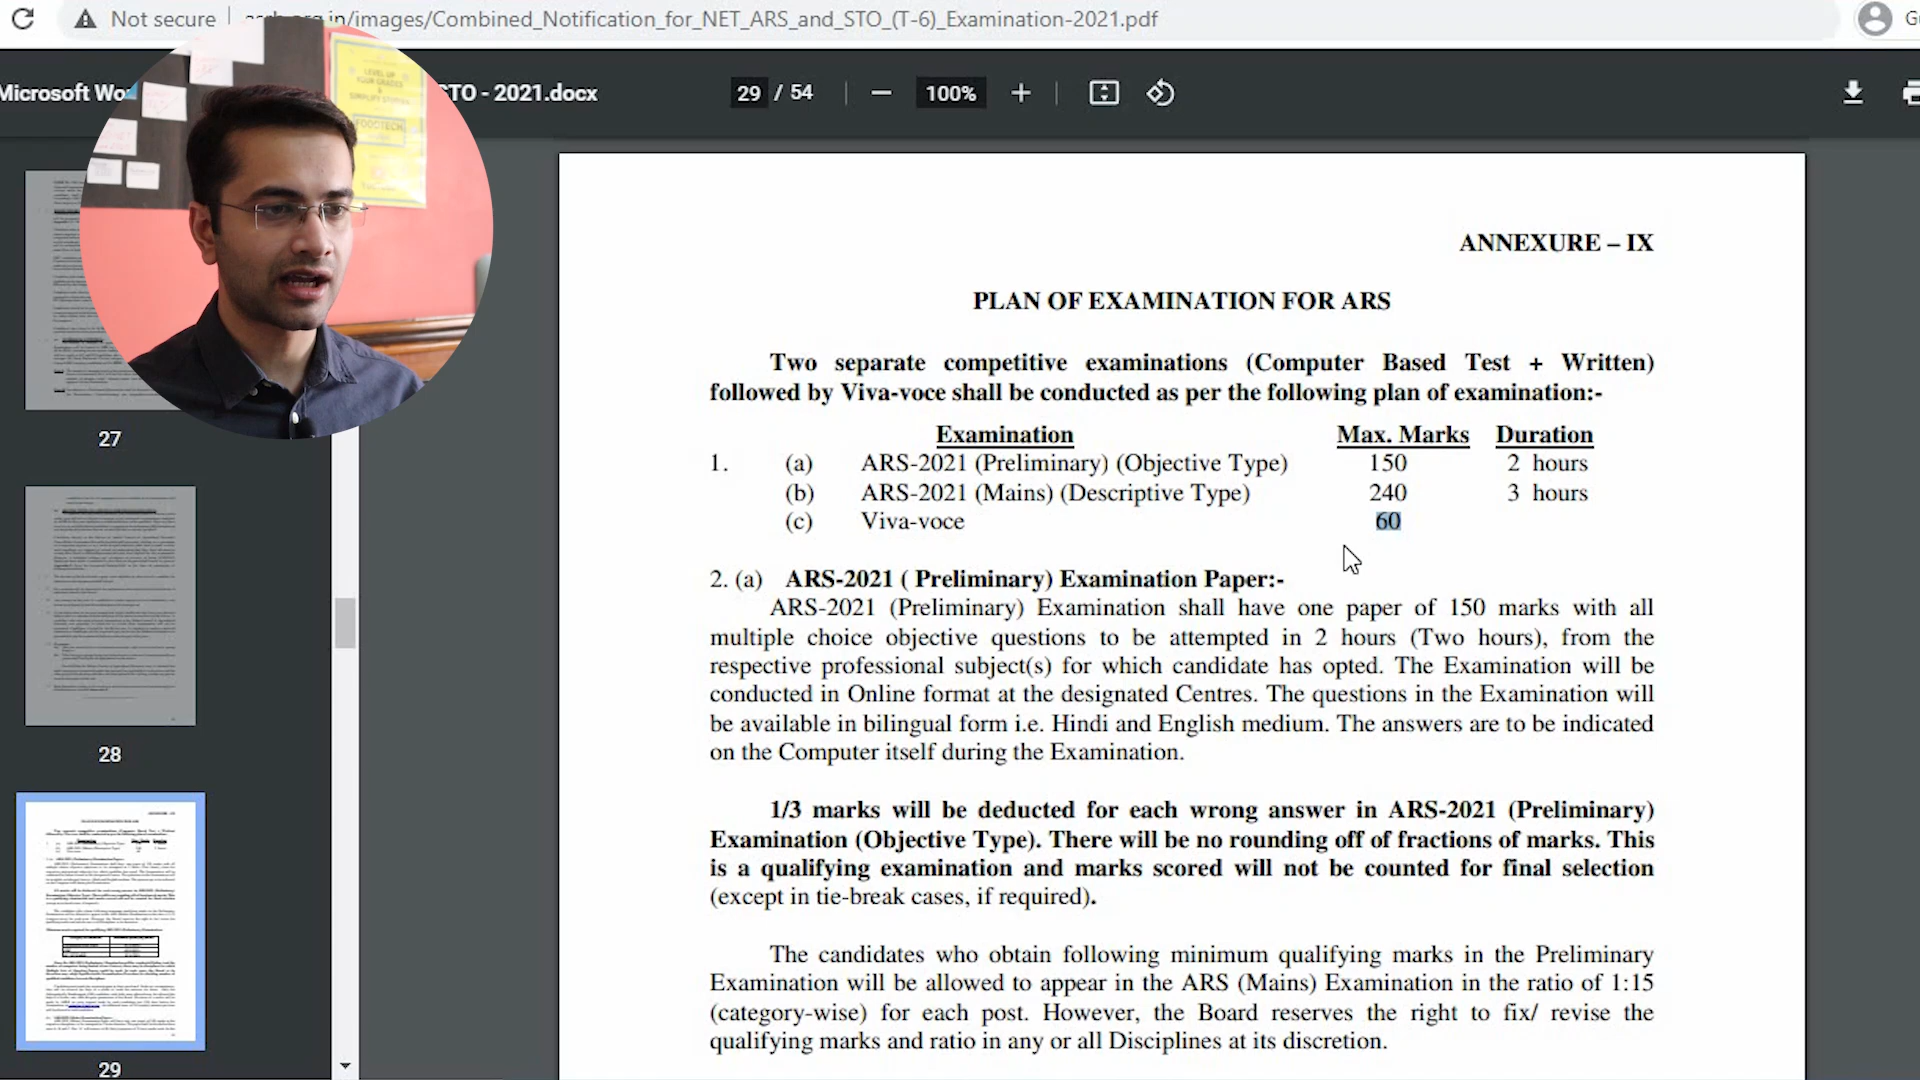 Not secure
in/images/Combined_Notification_for_NET_ARS_and_STO_(T-6)_Examination-2021.pdf
Microsoft Wo
STO - 2021.docx
29 / 54
100%
LEVEL UP
YOUR GRADES
&
SIMPLIFY
FOODTECH
27
28
29
ANNEXURE – IX
PLAN OF EXAMINATION FOR ARS
Two separate competitive examinations (Computer Based Test + Written)
followed by Viva-voce shall be conducted as per the following plan of examination:-
Examination Max. Marks Duration
1. (a) ARS-2021 (Preliminary) (Objective Type) 150 2 hours
(b) ARS-2021 (Mains) (Descriptive Type) 240 3 hours
(c) Viva-voce 60
2. (a) ARS-2021 ( Preliminary) Examination Paper:-
ARS-2021 (Preliminary) Examination shall have one paper of 150 marks with all
multiple choice objective questions to be attempted in 2 hours (Two hours), from the
respective professional subject(s) for which candidate has opted. The Examination will be
conducted in Online format at the designated Centres. The questions in the Examination will
be available in bilingual form i.e. Hindi and English medium. The answers are to be indicated
on the Computer itself during the Examination.
1/3 marks will be deducted for each wrong answer in ARS-2021 (Preliminary)
Examination (Objective Type). There will be no rounding off of fractions of marks. This
is a qualifying examination and marks scored will not be counted for final selection
(except in tie-break cases, if required).
The candidates who obtain following minimum qualifying marks in the Preliminary
Examination will be allowed to appear in the ARS (Mains) Examination in the ratio of 1:15
(category-wise) for each post. However, the Board reserves the right to fix/ revise the
qualifying marks and ratio in any or all Disciplines at its discretion.